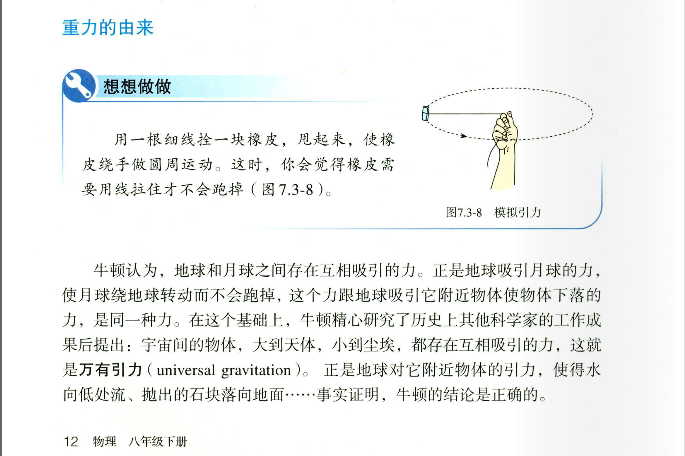 重力的由来
想想做做
用一根细线拴一块橡皮，甩起来，使橡
皮绕手做圆周运动。这时，你会觉得橡皮需
要用线拉住才不会跑掉（图7.3-8）。
图7.3-8 模拟引力
牛顿认为，地球和月球之间存在互相吸引的力。正是地球吸引月球的力，
使月球绕地球转动而不会跑掉，这个力跟地球吸引它附近物体使物体下落的
力，是同一种力。在这个基础上，牛顿精心研究了历史上其他科学家的工作成
果后提出：宇宙间的物体，大到天体，小到尘埃，都存在互相吸引的力，这就
是万有引力（universal gravitation）。 正是地球对它附近物体的引力，使得水
向低处流、抛出的石块落向地面……事实证明，牛顿的结论是正确的。
12 物理 八年级下册